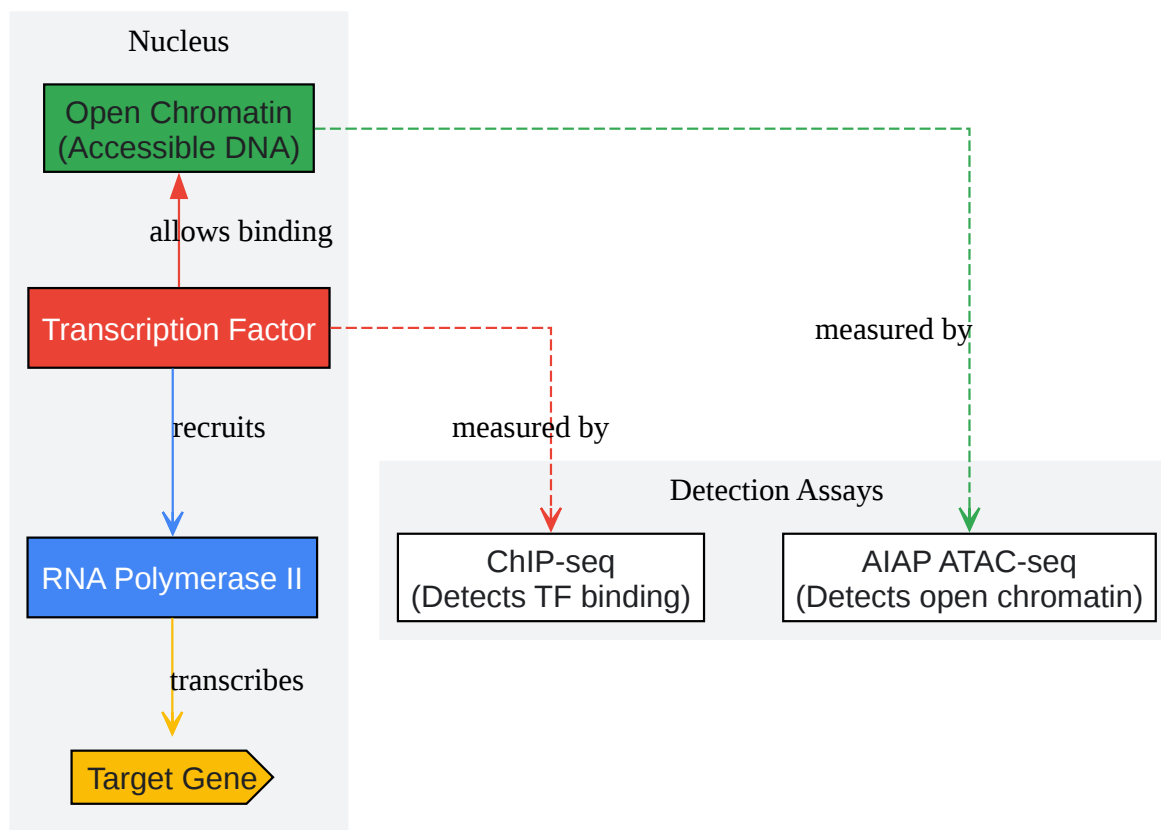 Nucleus
Open Chromatin
(Accessible DNA)
allows binding
Transcription Factor
measured by
recruits
measured by
Detection Assays
RNA Polymerase II
ChIP-seq
(Detects TF binding)
AIAP ATAC-seq
(Detects open chromatin)
transcribes
Target Gene